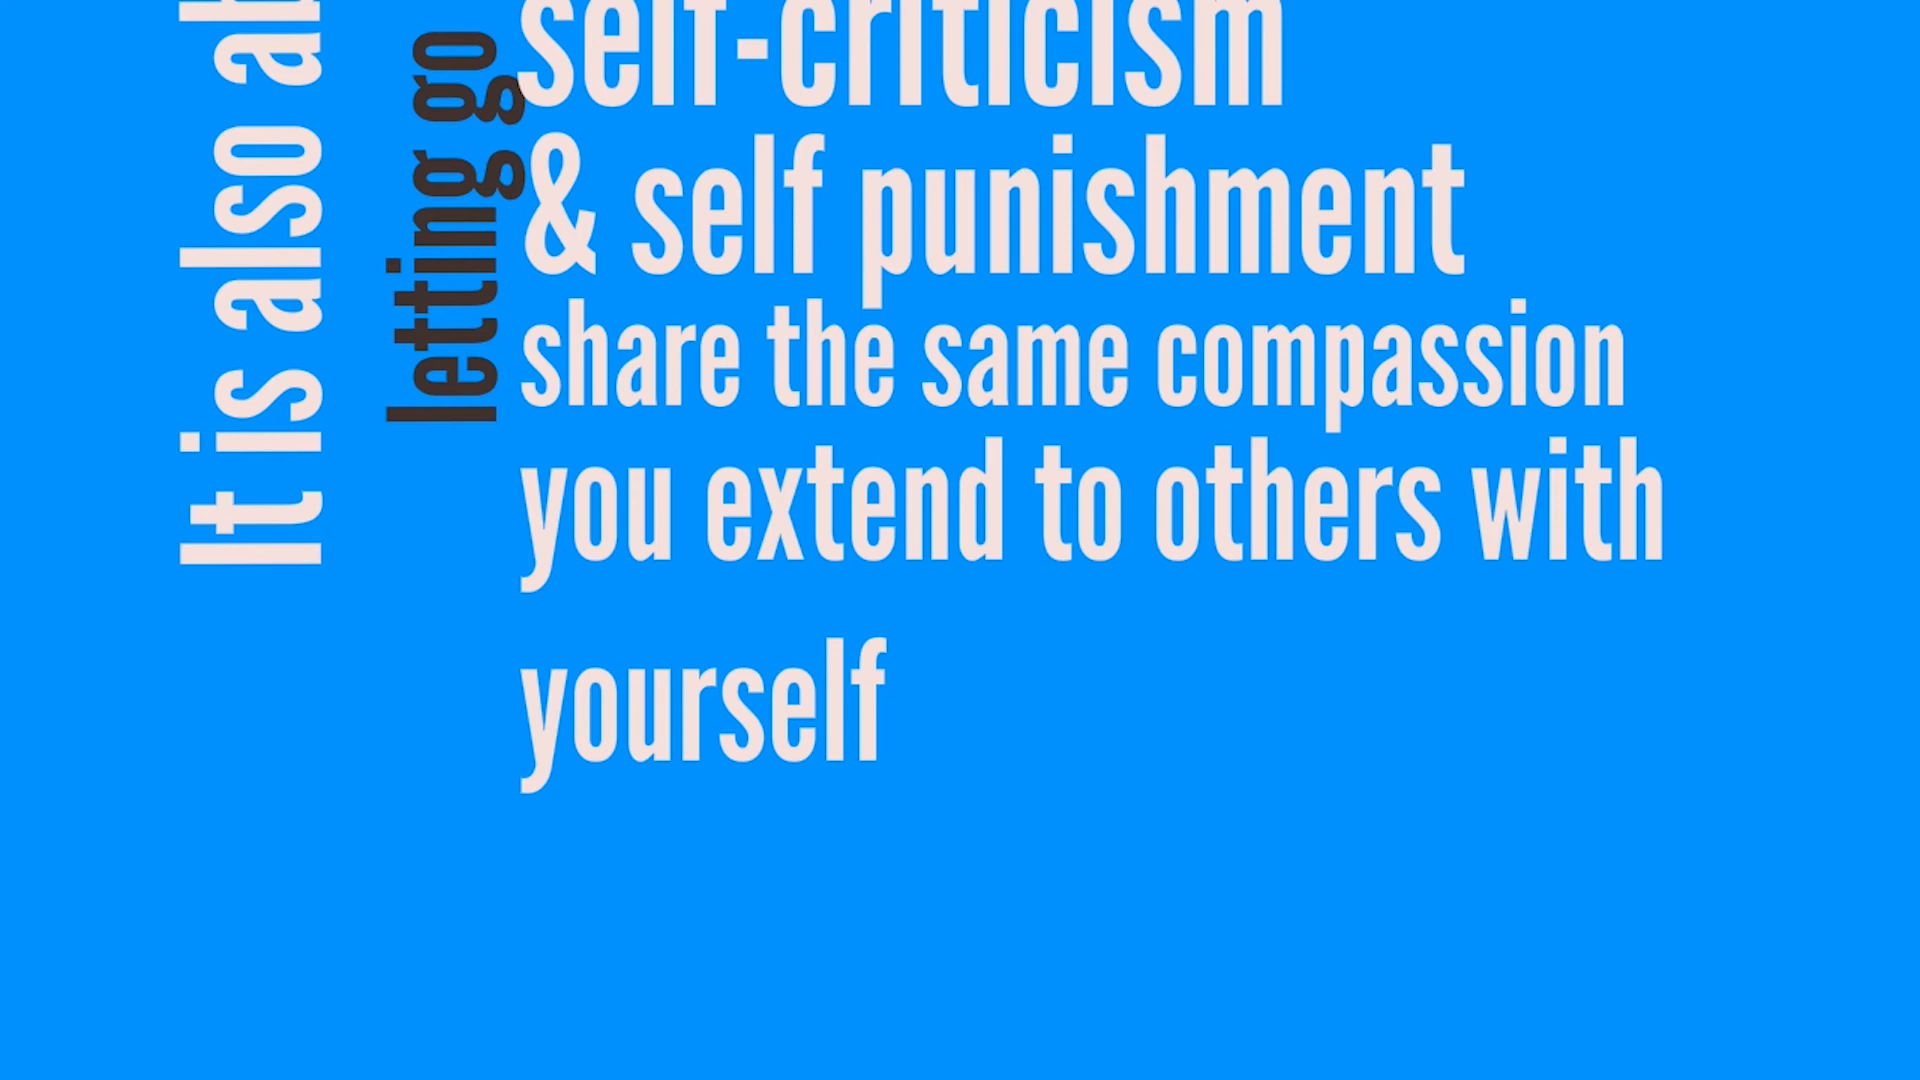 It is also
letting go
self-criticism
& self punishment
share the same compassion
you extend to others with
yourself